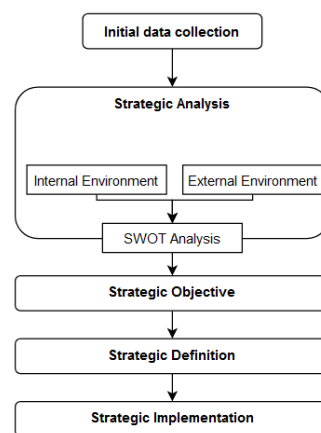 Initial data collection
Strategic Analysis
Internal Environment
External Environment
SWOT Analysis
Strategic Objective
Strategic Definition
Strategic Implementation